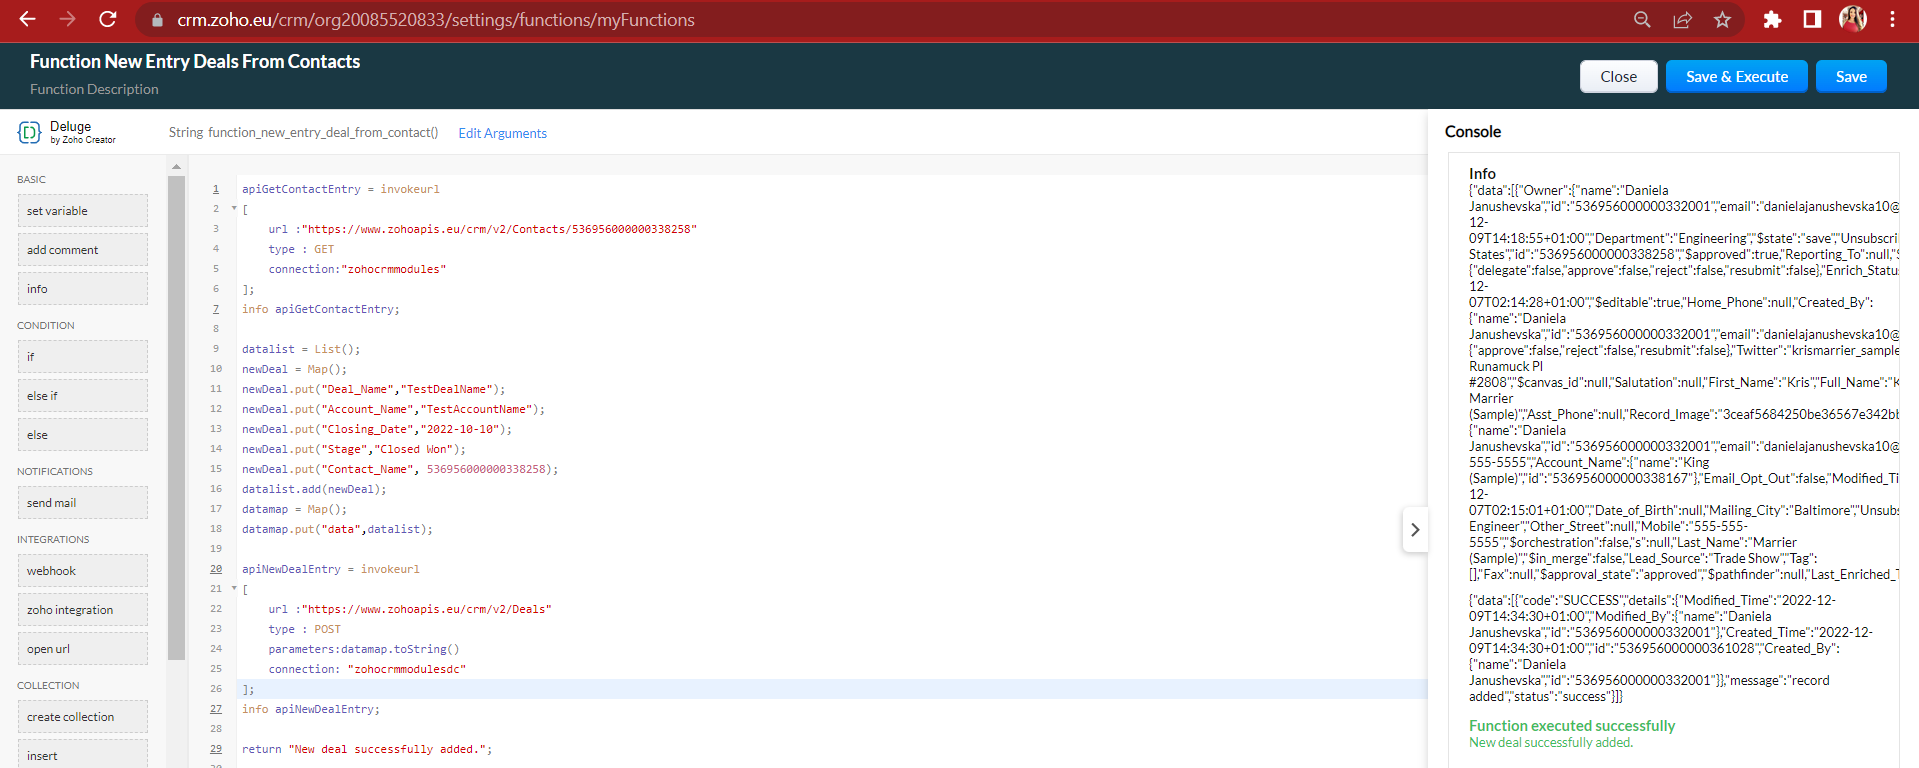 crm.zoho.eu/crm/org20085520833/settings/functions/myFunctions
Function New Entry Deals From Contacts
Function Description
Close
Save & Execute
Save
Deluge
by Zoho Creator
String function_new_entry_deal_from_contact()
Edit Arguments
BASIC
set variable
add comment
info
CONDITION
if
else if
else
NOTIFICATIONS
send mail
INTEGRATIONS
webhook
zoho integration
open url
COLLECTION
create collection
insert
1 apiGetContactEntry = invokeurl
2 [
3 url :"https://www.zohoapis.eu/crm/v2/Contacts/536956000000338258"
4 type : GET
5 connection:"zohocrmmodules"
6 ];
7 info apiGetContactEntry;
8
9 datalist = List();
10 newDeal = Map();
11 newDeal.put("Deal_Name","TestDealName");
12 newDeal.put("Account_Name","TestAccountName");
13 newDeal.put("Closing_Date","2022-10-10");
14 newDeal.put("Stage","Closed Won");
15 newDeal.put("Contact_Name", 536956000000338258);
16 datalist.add(newDeal);
17 datamap = Map();
18 datamap.put("data",datalist);
19
20 apiNewDealEntry = invokeurl
21 [
22 url :"https://www.zohoapis.eu/crm/v2/Deals"
23 type : POST
24 parameters:datamap.toString()
25 connection: "zohocrmmodulesdc"
26 ];
27 info apiNewDealEntry;
28
29 return "New deal successfully added.";
Console
Info
{"data":[{"Owner":{"name":"Daniela
Janushevska","id":"536956000000332001","email":"danielajanushevska10@
12-
09T14:18:55+01:00","Department":"Engineering","$state":"save","Unsubscri
States","id":"536956000000338258","$approved":true,"Reporting_To":null,"S
{"delegate":false,"approve":false,"reject":false,"resubmit":false},"Enrich_Statu
12-
07T02:14:28+01:00","$editable":true,"Home_Phone":null,"Created_By":
{"name":"Daniela
Janushevska","id":"536956000000332001","email":"danielajanushevska10@
{"approve":false,"reject":false,"resubmit":false},"Twitter":"krismarrier_sample
Runamuck Pl
#2808","$canvas_id":null,"Salutation":null,"First_Name":"Kris","Full_Name":"K
Marrier
(Sample)","Asst_Phone":null,"Record_Image":"3ceaf5684250be36567e342bb
{"name":"Daniela
Janushevska","id":"536956000000332001","email":"danielajanushevska10@
555-5555","Account_Name":{"name":"King
(Sample)","id":"536956000000338167"},"Email_Opt_Out":false,"Modified_Ti
12-
07T02:15:01+01:00","Date_of_Birth":null,"Mailing_City":"Baltimore","Unsubs
Engineer","Other_Street":null,"Mobile":"555-555-
5555","$orchestration":false,"s":null,"Last_Name":"Marrier
(Sample)","$in_merge":false,"Lead_Source":"Trade Show","Tag":
[],"Fax":null,"$approval_state":"approved","$pathfinder":null,"Last_Enriched_T
{"data":[{"code":"SUCCESS","details":{"Modified_Time":"2022-12-
09T14:34:30+01:00","Modified_By":{"name":"Daniela
Janushevska","id":"536956000000332001"},"Created_Time":"2022-12-
09T14:34:30+01:00","id":"536956000000361028","Created_By":
{"name":"Daniela
Janushevska","id":"536956000000332001"}},"message":"record
added","status":"success"}]}
Function executed successfully
New deal successfully added.